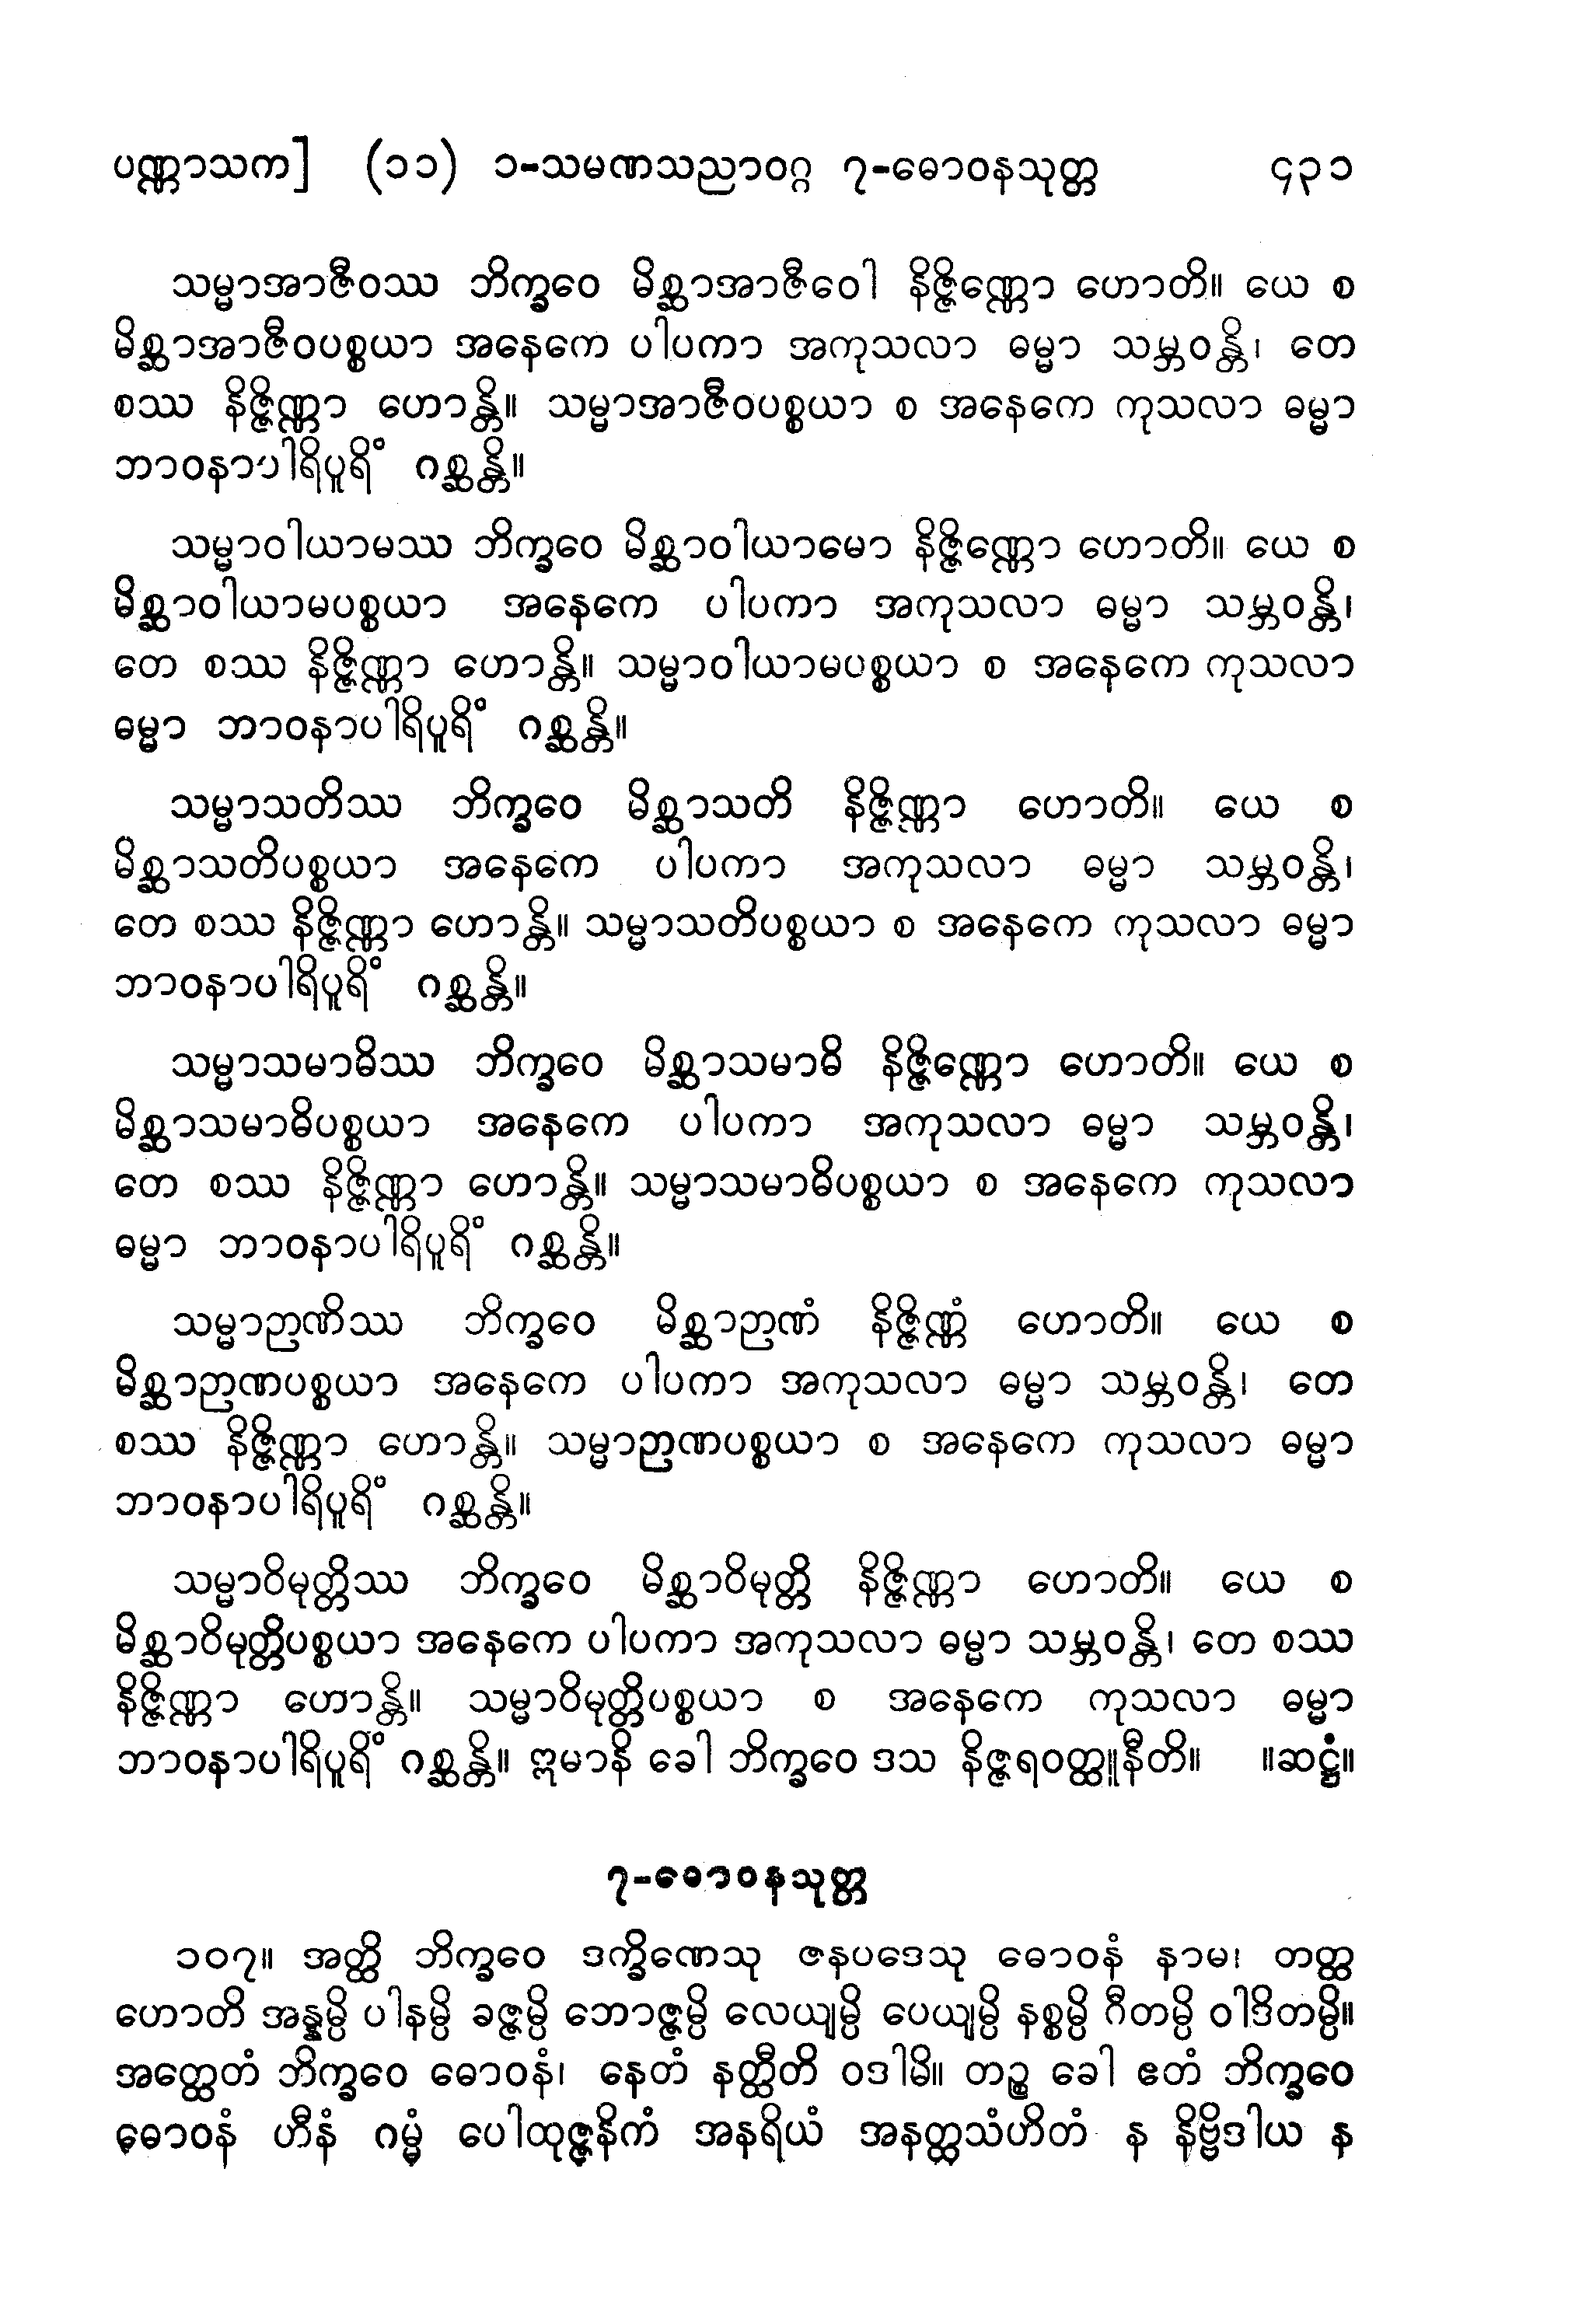 ပဏ္ဏာသက] (၁၁) ၁-သမဏသညာဝဂ္ဂ ၇-ဓောဝနသုတ္တ ၄၃၁
သမ္မာအာဇီဝဿ ဘိက္ခဝေ မိစ္ဆာအာဇီဝေါ နိဇ္ဇိဏ္ဏော ဟောတိ။ ယေ စ
မိစ္ဆာအာဇီဝပစ္စယာ အနေကေ ပါပကာ အကုသလာ ဓမ္မာ သမ္ဘဝန္တိ၊ တေ
စဿ နိဇ္ဇိဏ္ဏာ ဟောန္တိ။ သမ္မာအာဇီဝပစ္စယာ စ အနေကေ ကုသလာ ဓမ္မာ
ဘာဝနာပါရိပူရိံ ဂစ္ဆန္တိ။
သမ္မာဝါယာမဿ ဘိက္ခဝေ မိစ္ဆာဝါယာမော နိဇ္ဇိဏ္ဏော ဟောတိ။ ယေ စ
မိစ္ဆာဝါယာမပစ္စယာ အနေကေ ပါပကာ အကုသလာ ဓမ္မာ သမ္ဘဝန္တိ၊
တေ စဿ နိဇ္ဇိဏ္ဏာ ဟောန္တိ။ သမ္မာဝါယာမပစ္စယာ စ အနေကေ ကုသလာ
ဓမ္မာ ဘာဝနာပါရိပူရိံ ဂစ္ဆန္တိ။
သမ္မာသတိဿ ဘိက္ခဝေ မိစ္ဆာသတိ နိဇ္ဇိဏ္ဏာ ဟောတိ။ ယေ စ
မိစ္ဆာသတိပစ္စယာ အနေကေ ပါပကာ အကုသလာ ဓမ္မာ သမ္ဘဝန္တိ၊
တေ စဿ နိဇ္ဇိဏ္ဏာ ဟောန္တိ။ သမ္မာသတိပစ္စယာ စ အနေကေ ကုသလာ ဓမ္မာ
ဘာဝနာပါရိပူရိံ ဂစ္ဆန္တိ။
သမ္မာသမာဓိဿ ဘိက္ခဝေ မိစ္ဆာသမာဓိ နိဇ္ဇိဏ္ဏော ဟောတိ။ ယေ စ
မိစ္ဆာသမာဓိပစ္စယာ အနေကေ ပါပကာ အကုသလာ ဓမ္မာ သမ္ဘဝန္တိ၊
တေ စဿ နိဇ္ဇိဏ္ဏာ ဟောန္တိ။ သမ္မာသမာဓိပစ္စယာ စ အနေကေ ကုသလာ
ဓမ္မာ ဘာဝနာပါရိပူရိံ ဂစ္ဆန္တိ။
သမ္မာဉာဏိဿ ဘိက္ခဝေ မိစ္ဆာဉာဏံ နိဇ္ဇိဏ္ဏံ ဟောတိ။ ယေ စ
မိစ္ဆာဉာဏပစ္စယာ အနေကေ ပါပကာ အကုသလာ ဓမ္မာ သမ္ဘဝန္တိ၊ တေ
စဿ နိဇ္ဇိဏ္ဏာ ဟောန္တိ။ သမ္မာဉာဏပစ္စယာ စ အနေကေ ကုသလာ ဓမ္မာ
ဘာဝနာပါရိပူရိံ ဂစ္ဆန္တိ။
သမ္မာဝိမုတ္တိဿ ဘိက္ခဝေ မိစ္ဆာဝိမုတ္တိ နိဇ္ဇိဏ္ဏာ ဟောတိ။ ယေ စ
မိစ္ဆာဝိမုတ္တိပစ္စယာ အနေကေ ပါပကာ အကုသလာ ဓမ္မာ သမ္ဘဝန္တိ၊ တေ စဿ
နိဇ္ဇိဏ္ဏာ ဟောန္တိ။ သမ္မာဝိမုတ္တိပစ္စယာ စ အနေကေ ကုသလာ ဓမ္မာ
ဘာဝနာပါရိပူရိံ ဂစ္ဆန္တိ။ ဣမာနိ ခေါ ဘိက္ခဝေ ဒသ နိဇ္ဇရဝတ္ထူနီတိ။ ။ဆဋ္ဌံ။
၇-ဓောဝနသုတ္တ
၁၀၇။ အတ္ထိ ဘိက္ခဝေ ဒက္ခိဏေသု ဇနပဒေသု ဓောဝနံ နာမ၊ တတ္ထ
ဟောတိ အန္နမ္ပိ ပါနမ္ပိ ခဇ္ဇမ္ပိ ဘောဇ္ဇမ္ပိ လေယျမ္ပိ ပေယျမ္ပိ နစ္စမ္ပိ ဂီတမ္ပိ ဝါဒိတမ္ပိ။
အတ္ထေတံ ဘိက္ခဝေ ဓောဝနံ၊ နေတံ နတ္ထီတိ ဝဒါမိ။ တဉ္စ ခေါ ဧတံ ဘိက္ခဝေ
ဓောဝနံ ဟီနံ ဂမ္မံ ပေါထုဇ္ဇနိကံ အနရိယံ အနတ္ထသံဟိတံ န နိဗ္ဗိဒါယ န